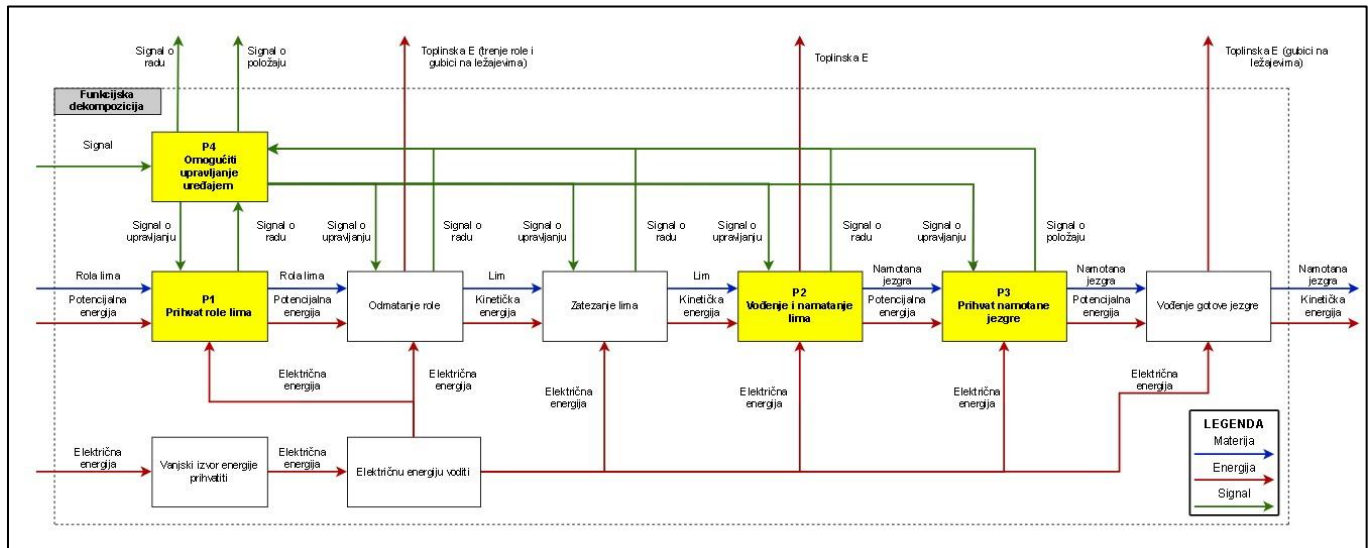 Signal o
radu
Signal o
položaju
Toplinska E (trenje role i
gubici na ležajevima)
Toplinska E
Toplinska E (gubici na
ležajevima)
Funkcijska
dekompozicija
Signal
P4
Omogućiti
upravljanje
uređajem
Signal o
upravljanju
Signal o
radu
Signal o
upravljanju
Signal o
radu
Signal o
upravljanju
Signal o
radu
Signal o
upravljanju
Signal o
radu
Signal o
upravljanju
Signal o
položaju
Rola lima
Potencijalna
energija
P1
Prihvat role lima
Rola lima
Potencijalna
energija
Odmatanje role
Lim
Kinetička
energija
Zatezanje lima
Lim
Kinetička
energija
P2
Vođenje i namatanje
lima
Namotana
jezgra
Potencijalna
energija
P3
Prihvat namotane
jezgre
Namotana
jezgra
Potencijalna
energija
Vođenje gotove jezgre
Namotana
jezgra
Kinetička
energija
Električna
energija
Električna
energija
Električna
energija
Električna
energija
Električna
energija
Električna
energija
Električna
energija
Vanjski izvor energije
prihvatiti
Električna
energija
Električnu energiju voditi
LEGENDA
Materija
Energija
Signal